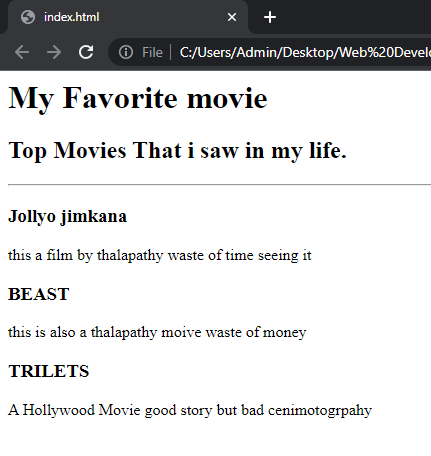 index.html
File
C:/Users/Admin/Desktop/Web%20Develo
My Favorite movie
Top Movies That i saw in my life.
Jollyo jimkana
this a film by thalapathy waste of time seeing it
BEAST
this is also a thalapathy moive waste of money
TRILETS
A Hollywood Movie good story but bad cenimotogrpahy